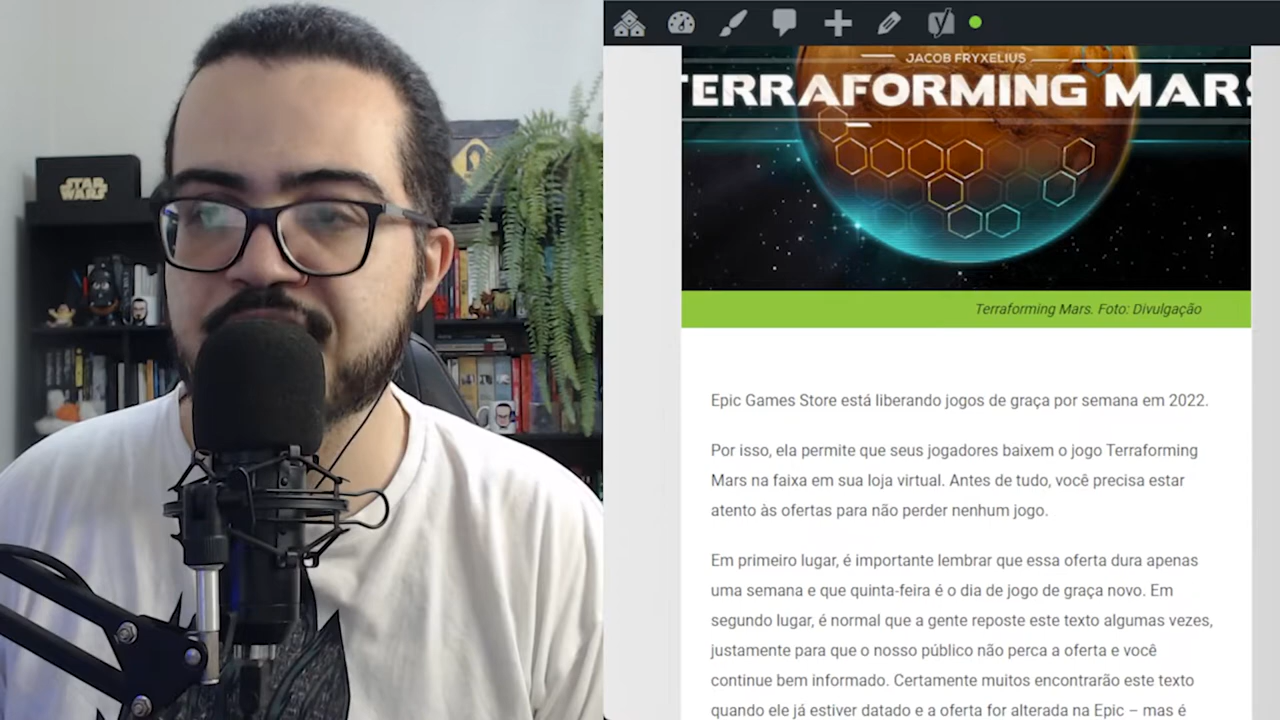 STAR
WARS
JACOB FRYXELIUS
TERRAFORMING MARS
Terraforming Mars. Foto: Divulgação
Epic Games Store está liberando jogos de graça por semana em 2022.
Por isso, ela permite que seus jogadores baixem o jogo Terraforming
Mars na faixa em sua loja virtual. Antes de tudo, você precisa estar
atento às ofertas para não perder nenhum jogo.
Em primeiro lugar, é importante lembrar que essa oferta dura apenas
uma semana e que quinta-feira é o dia de jogo de graça novo. Em
segundo lugar, é normal que a gente reposte este texto algumas vezes,
justamente para que o nosso público não perca a oferta e você
continue bem informado. Certamente muitos encontrarão este texto
quando ele já estiver datado e a oferta for alterada na Epic – mas é